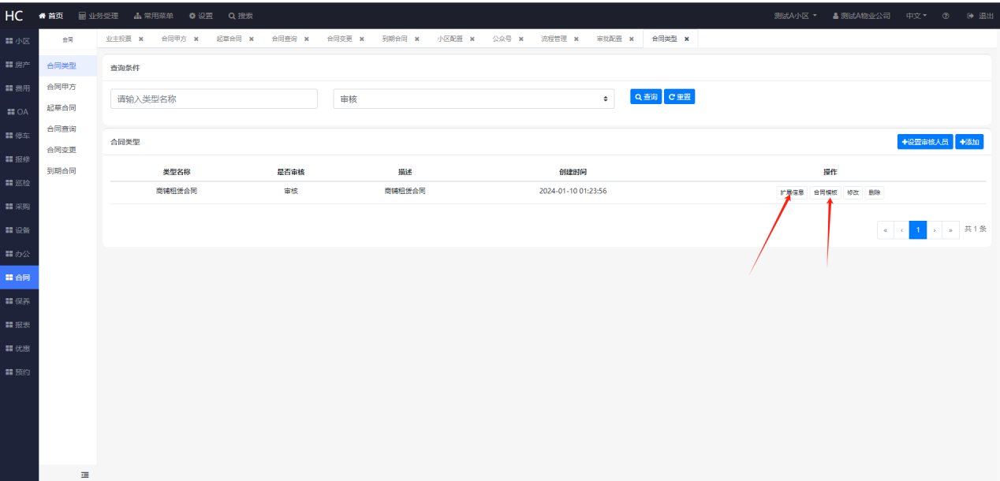 HC 首页 业务受理 常用菜单 设置 搜索 测试A小区 测试A物业公司 中文 退出
小区
房产
费用
OA
停车
报修
巡检
采购
设备
办公
合同
保养
报表
优惠
预约
合同
合同类型
合同甲方
起草合同
合同查询
合同变更
到期合同
业主投票 × 合同甲方 × 起草合同 × 合同查询 × 合同变更 × 到期合同 × 小区配置 × 公众号 × 流程管理 × 审批配置 × 合同类型 ×
查询条件
请输入类型名称 审核 查询 重置
合同类型 +设置审核人员 +添加
类型名称 是否审核 描述 创建时间 操作
商铺租赁合同 审核 商铺租赁合同 2024-01-10 01:23:56 扩展信息 合同模板 修改 删除
« ‹ 1 › » 共 1 条